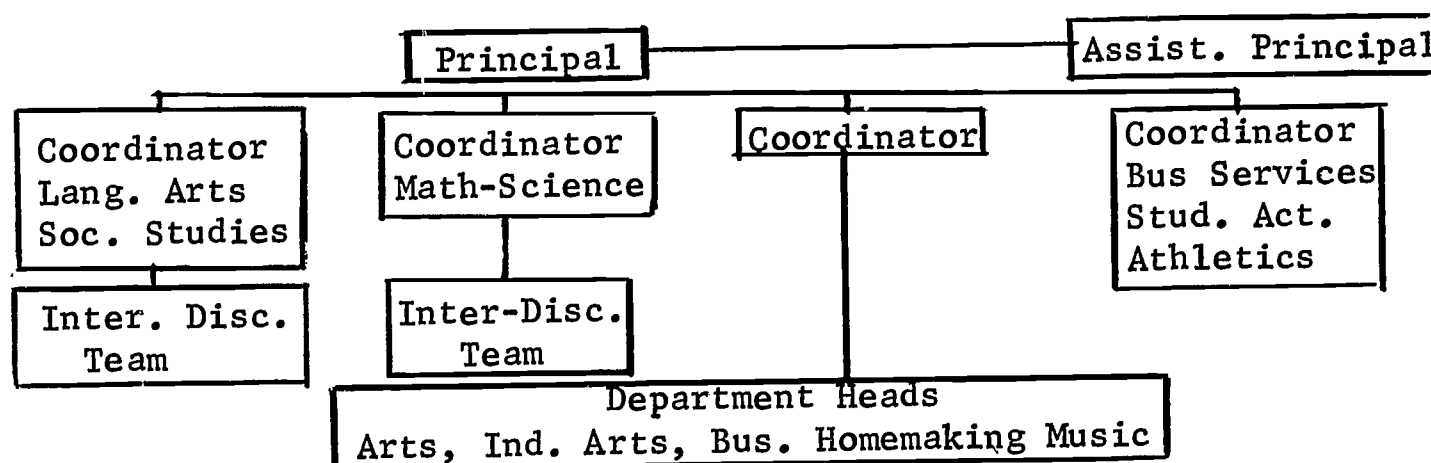 Principal
Assist. Principal
Coordinator
Lang. Arts
Soc. Studies
Coordinator
Math-Science
Coordinator
Coordinator
Bus Services
Stud. Act.
Athletics
Inter. Disc.
Team
Inter-Disc.
Team
Department Heads
Arts, Ind. Arts, Bus. Homemaking Music